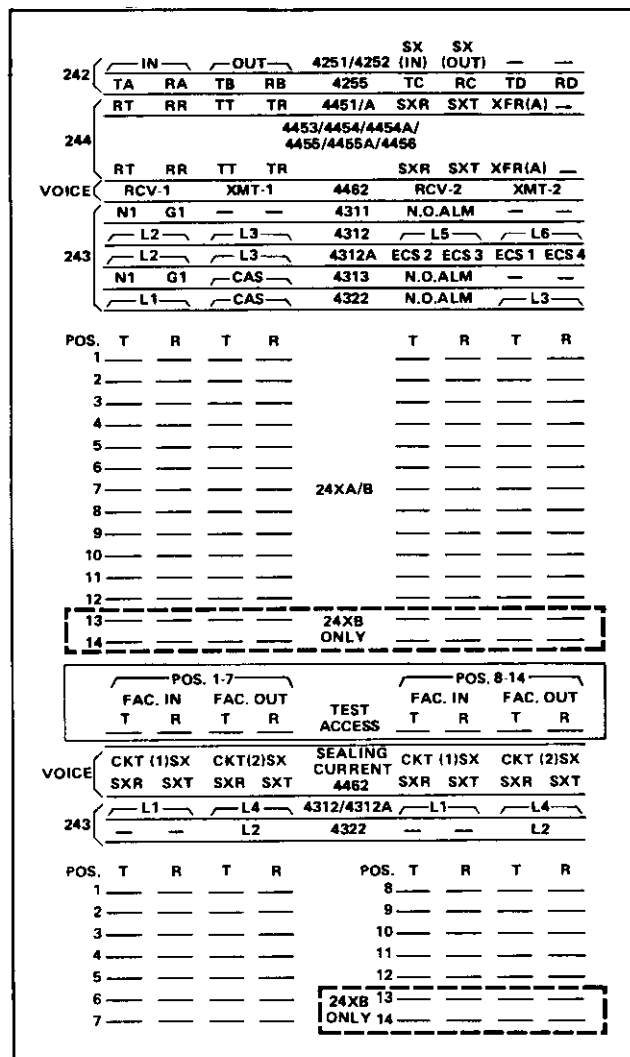 SX SX
IN OUT 4251/4252 (IN) (OUT) — —
242 TA RA TB RB 4255 TC RC TD RD
RT RR TT TR 4451/A SXR SXT XFR(A) —
244 4453/4454/4454A/
4455/4455A/4456
RT RR TT TR SXR SXT XFR(A) —
VOICE RCV-1 XMT-1 4462 RCV-2 XMT-2
N1 G1 — — 4311 N.O.ALM — —
L2 L3 4312 L5 L6
243 L2 L3 4312A ECS 2 ECS 3 ECS 1 ECS 4
N1 G1 CAS 4313 N.O.ALM — —
L1 CAS 4322 N.O.ALM L3
POS. T R T R T R T R
1
2
3
4
5
6
7 24XA/B
8
9
10
11
12
13 24XB
14 ONLY
POS. 1-7 POS. 8-14
FAC. IN FAC. OUT TEST FAC. IN FAC. OUT
T R T R ACCESS T R T R
VOICE CKT (1)SX CKT(2)SX SEALING CURRENT CKT (1)SX CKT (2)SX
SXR SXT SXR SXT 4462 SXR SXT SXR SXT
243 L1 L4 4312/4312A L1 L4
— — L2 4322 — — L2
POS. T R T R POS. T R T R
1 8
2 9
3 10
4 11
5 12
6 24XB 13
7 ONLY 14